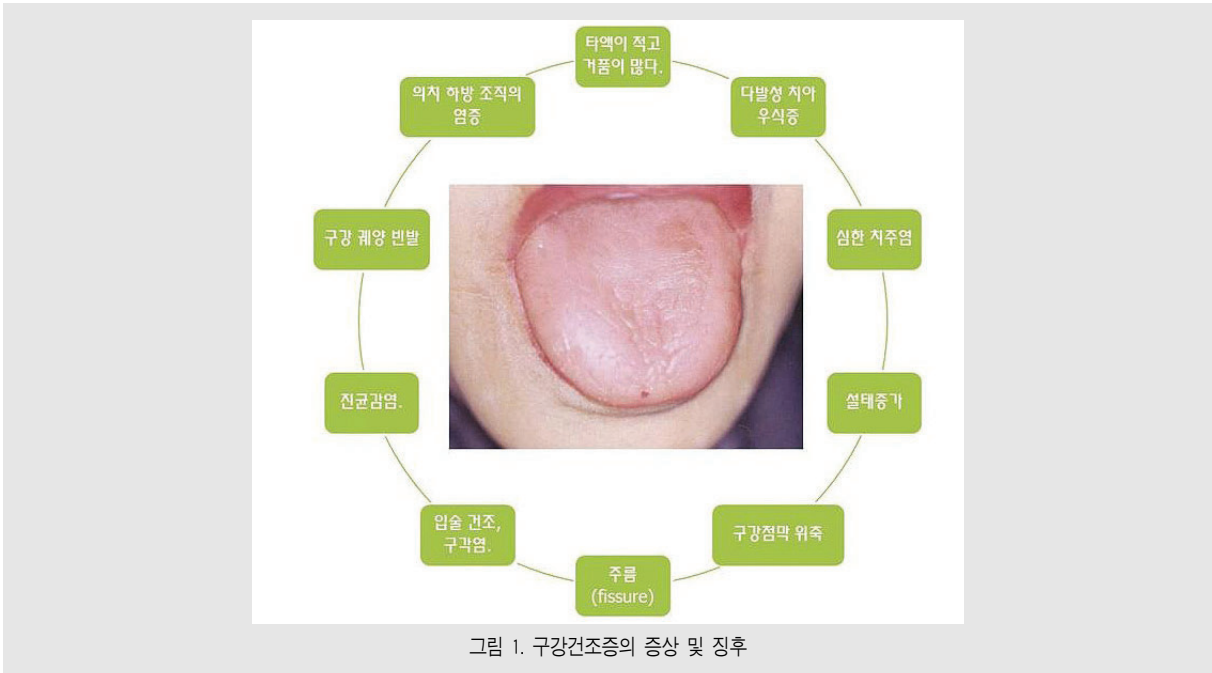 타액이 적고
거품이 많다.
다발성 치아
우식증
심한 치주염
설태증가
구강점막 위축
주름
(fissure)
입술 건조,
구각염.
진균감염.
구강 궤양 빈발
의치 하방 조직의
염증
그림 1. 구강건조증의 증상 및 징후